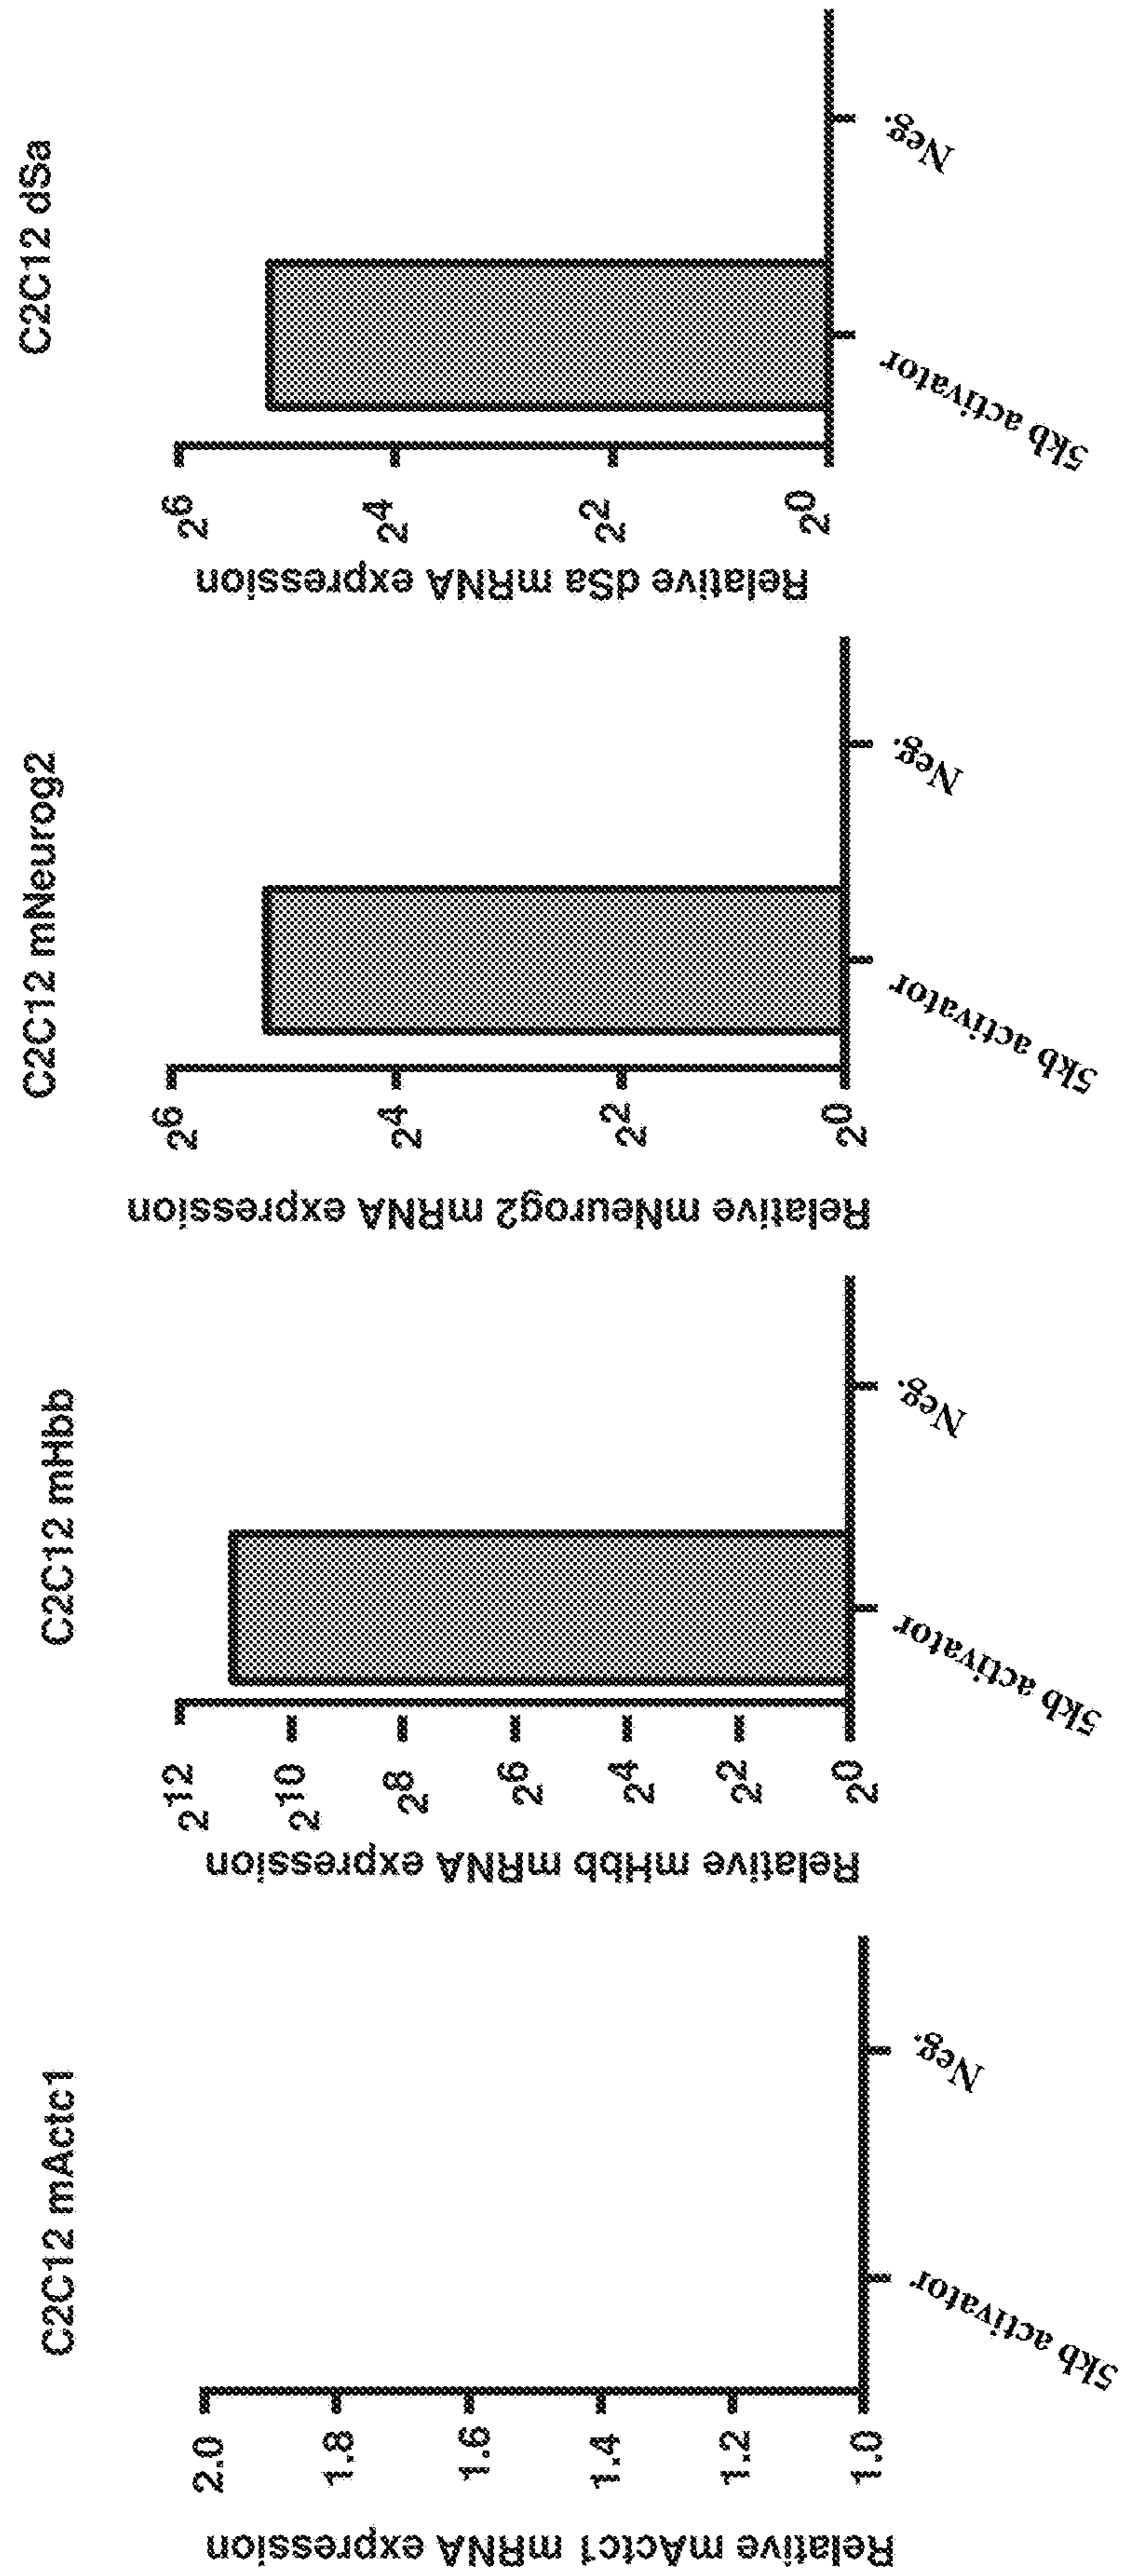 C2C12 mActc1
Relative mActc1 mRNA expression
2.0
1.8
1.6
1.4
1.2
1.0
5kb activator
Neg.
C2C12 mHbb
Relative mHbb mRNA expression
2^12
2^10
2^8
2^6
2^4
2^2
2^0
5kb activator
Neg.
C2C12 mNeurog2
Relative mNeurog2 mRNA expression
2^6
2^4
2^2
2^0
5kb activator
Neg.
C2C12 dSa
Relative dSa mRNA expression
2^6
2^4
2^2
2^0
5kb activator
Neg.